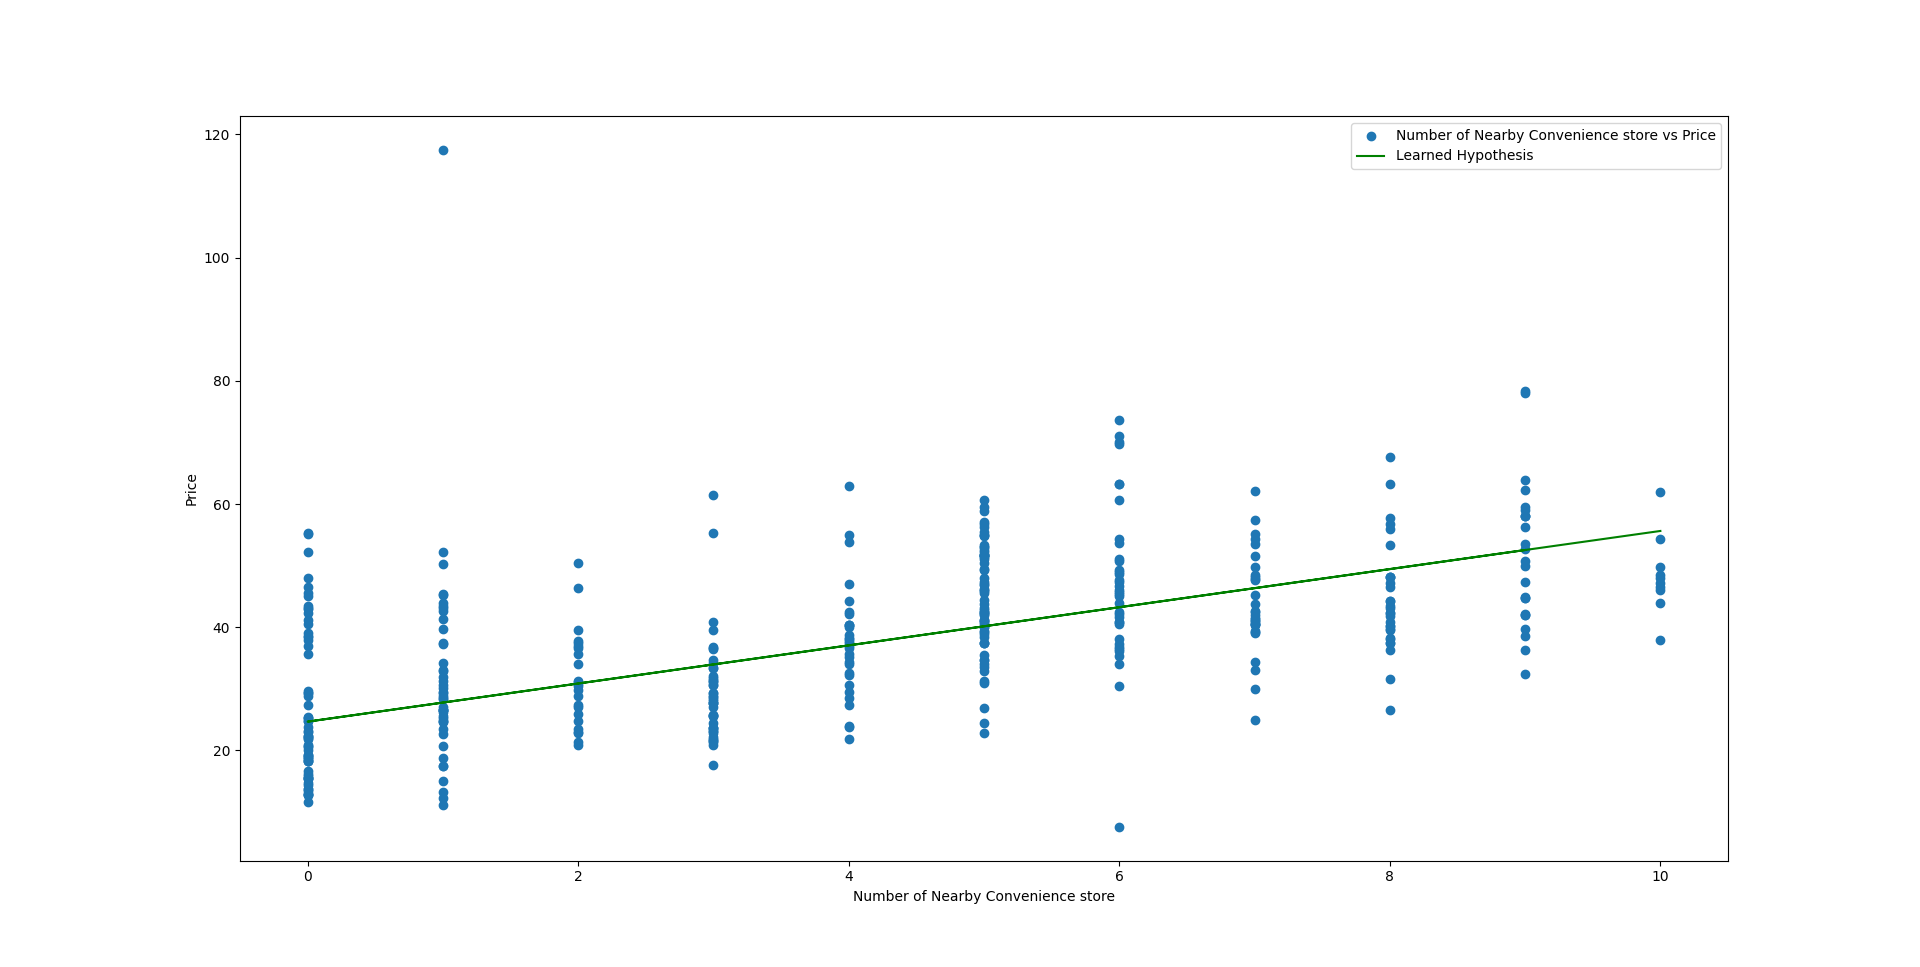 Number of Nearby Convenience store vs Price
Learned Hypothesis
120
100
80
60
40
20
Price
0 2 4 6 8 10
Number of Nearby Convenience store